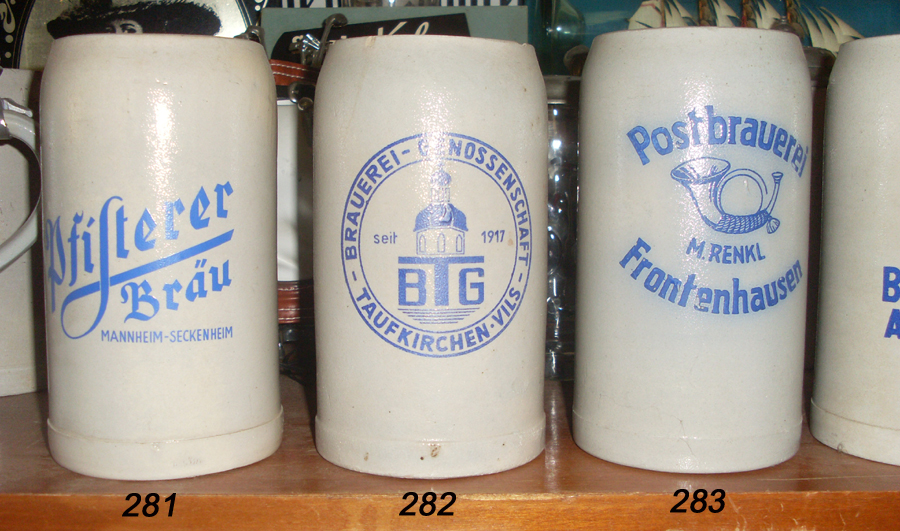 Pfisterer
Bräu
MANNHEIM-SECKENHEIM
BRAUEREI-GENOSSENSCHAFT
seit 1917
BTG
TAUFKIRCHEN-VILS
Postbrauerei
M. RENKL
Frontenhausen
B
A
281
282
283